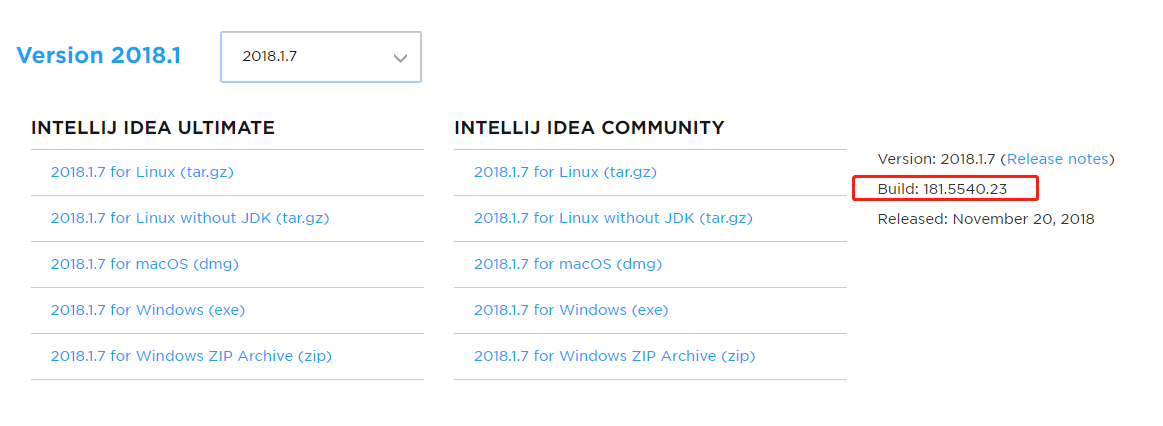 Version 2018.1
2018.1.7
INTELLIJ IDEA ULTIMATE
2018.1.7 for Linux (tar.gz)
2018.1.7 for Linux without JDK (tar.gz)
2018.1.7 for macOS (dmg)
2018.1.7 for Windows (exe)
2018.1.7 for Windows ZIP Archive (zip)
INTELLIJ IDEA COMMUNITY
2018.1.7 for Linux (tar.gz)
2018.1.7 for Linux without JDK (tar.gz)
2018.1.7 for macOS (dmg)
2018.1.7 for Windows (exe)
2018.1.7 for Windows ZIP Archive (zip)
Version: 2018.1.7 (Release notes)
Build: 181.5540.23
Released: November 20, 2018